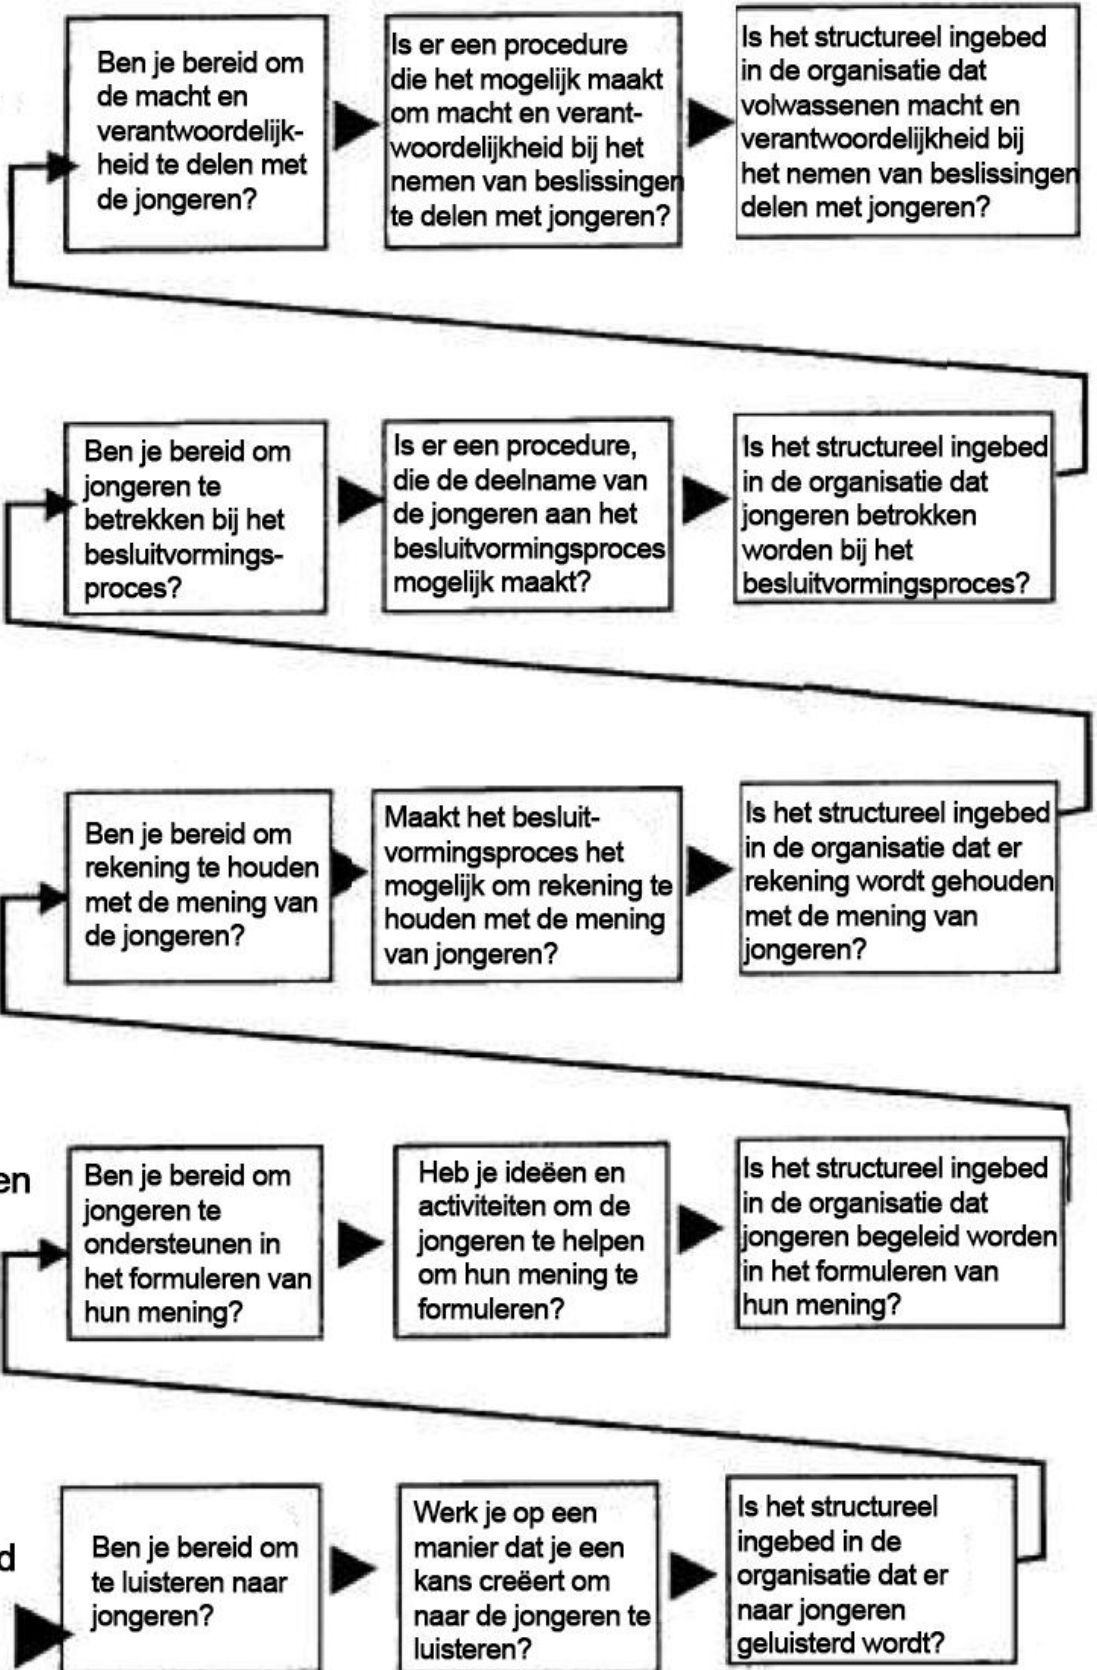 Ben je bereid om
de macht en
verantwoordelijk-
heid te delen met
de jongeren?
Is er een procedure
die het mogelijk maakt
om macht en verant-
woordelijkheid bij het
nemen van beslissingen
te delen met jongeren?
Is het structureel ingebed
in de organisatie dat
volwassenen macht en
verantwoordelijkheid bij
het nemen van beslissingen
delen met jongeren?
Ben je bereid om
jongeren te
betrekken bij het
besluitvormings-
proces?
Is er een procedure,
die de deelname van
de jongeren aan het
besluitvormingsproces
mogelijk maakt?
Is het structureel ingebed
in de organisatie dat
jongeren betrokken
worden bij het
besluitvormingsproces?
Ben je bereid om
rekening te houden
met de mening van
de jongeren?
Maakt het besluit-
vormingsproces het
mogelijk om rekening te
houden met de mening
van jongeren?
Is het structureel ingebed
in de organisatie dat er
rekening wordt gehouden
met de mening van
jongeren?
en
Ben je bereid om
jongeren te
ondersteunen in
het formuleren van
hun mening?
Heb je ideëen en
activiteiten om de
jongeren te helpen
om hun mening te
formuleren?
Is het structureel ingebed
in de organisatie dat
jongeren begeleid worden
in het formuleren van
hun mening?
d
Ben je bereid om
te luisteren naar
jongeren?
Werk je op een
manier dat je een
kans creëert om
naar de jongeren te
luisteren?
Is het structureel
ingebed in de
organisatie dat er
naar jongeren
geluisterd wordt?